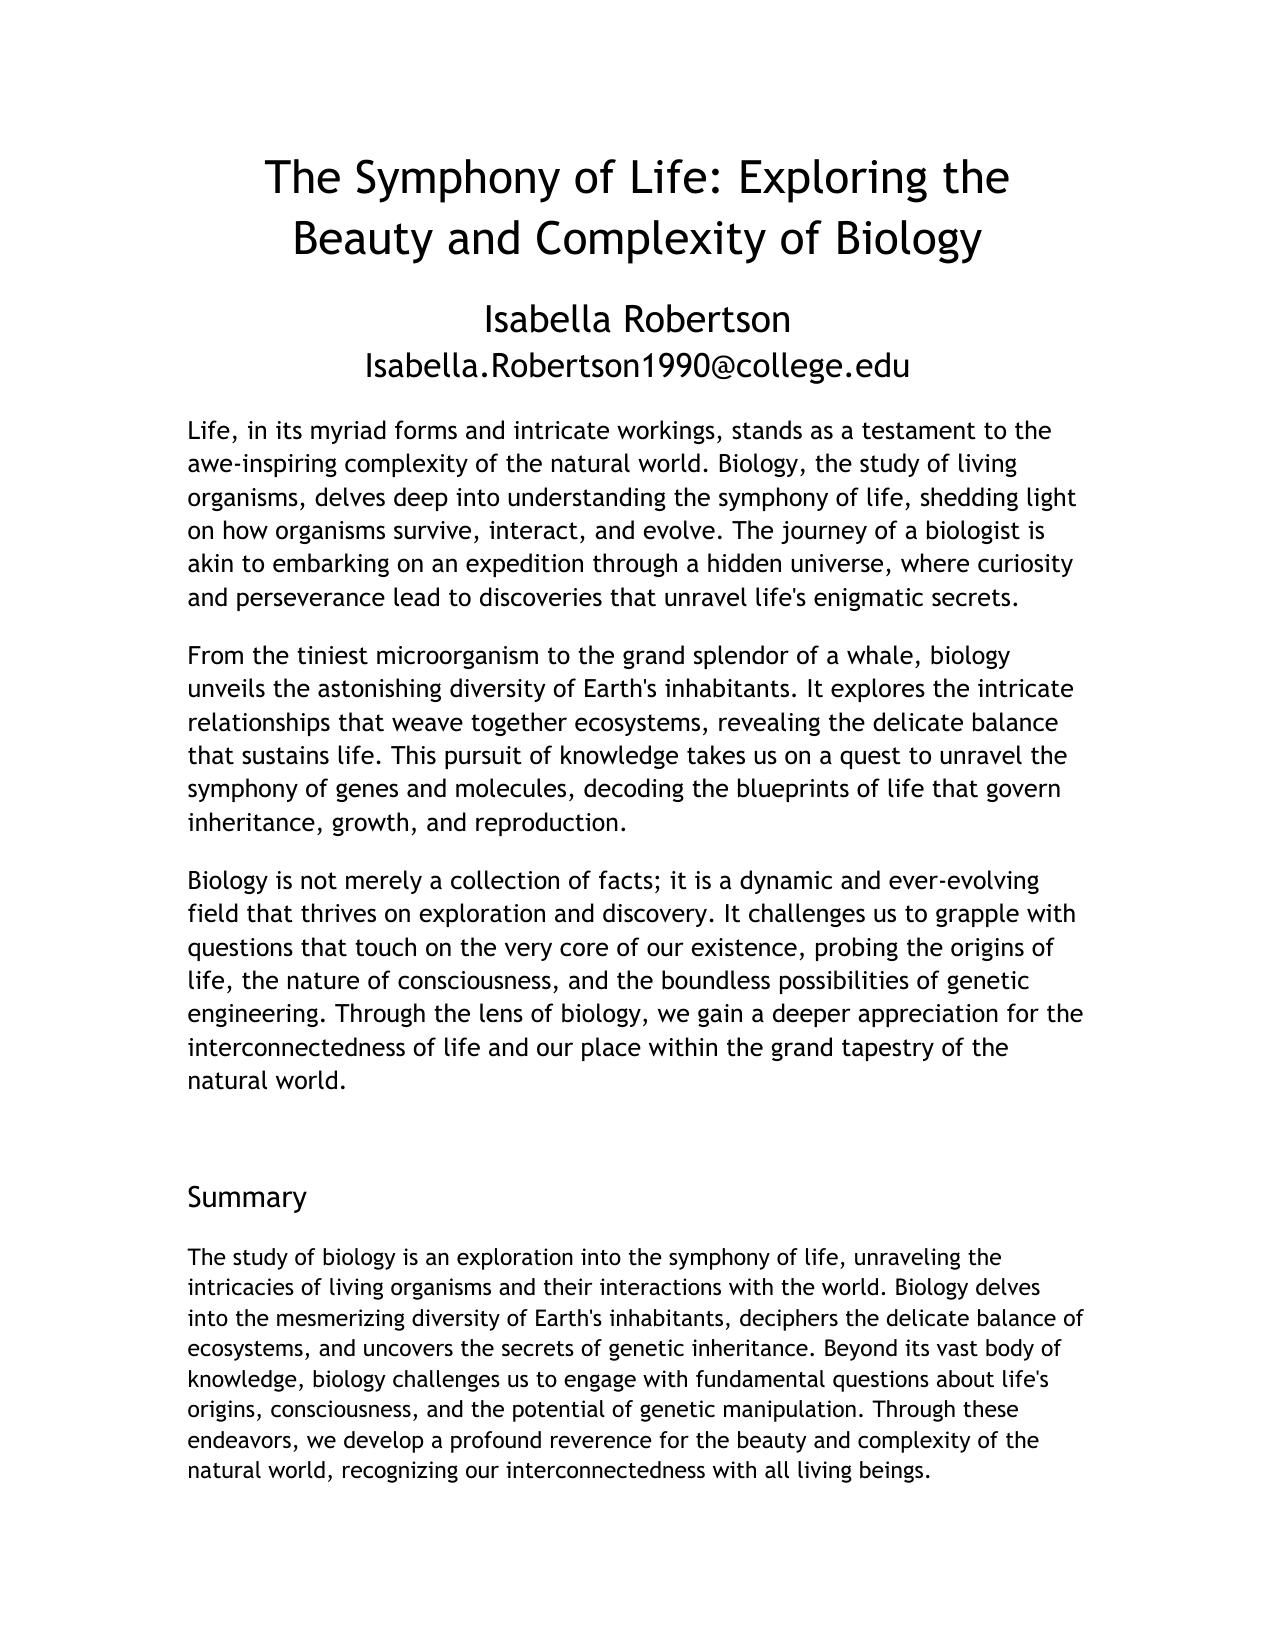 The Symphony of Life: Exploring the
Beauty and Complexity of Biology
Isabella Robertson
Isabella.Robertson1990@college.edu
Life, in its myriad forms and intricate workings, stands as a testament to the
awe-inspiring complexity of the natural world. Biology, the study of living
organisms, delves deep into understanding the symphony of life, shedding light
on how organisms survive, interact, and evolve. The journey of a biologist is
akin to embarking on an expedition through a hidden universe, where curiosity
and perseverance lead to discoveries that unravel life's enigmatic secrets.
From the tiniest microorganism to the grand splendor of a whale, biology
unveils the astonishing diversity of Earth's inhabitants. It explores the intricate
relationships that weave together ecosystems, revealing the delicate balance
that sustains life. This pursuit of knowledge takes us on a quest to unravel the
symphony of genes and molecules, decoding the blueprints of life that govern
inheritance, growth, and reproduction.
Biology is not merely a collection of facts; it is a dynamic and ever-evolving
field that thrives on exploration and discovery. It challenges us to grapple with
questions that touch on the very core of our existence, probing the origins of
life, the nature of consciousness, and the boundless possibilities of genetic
engineering. Through the lens of biology, we gain a deeper appreciation for the
interconnectedness of life and our place within the grand tapestry of the
natural world.
Summary
The study of biology is an exploration into the symphony of life, unraveling the
intricacies of living organisms and their interactions with the world. Biology delves
into the mesmerizing diversity of Earth's inhabitants, deciphers the delicate balance of
ecosystems, and uncovers the secrets of genetic inheritance. Beyond its vast body of
knowledge, biology challenges us to engage with fundamental questions about life's
origins, consciousness, and the potential of genetic manipulation. Through these
endeavors, we develop a profound reverence for the beauty and complexity of the
natural world, recognizing our interconnectedness with all living beings.